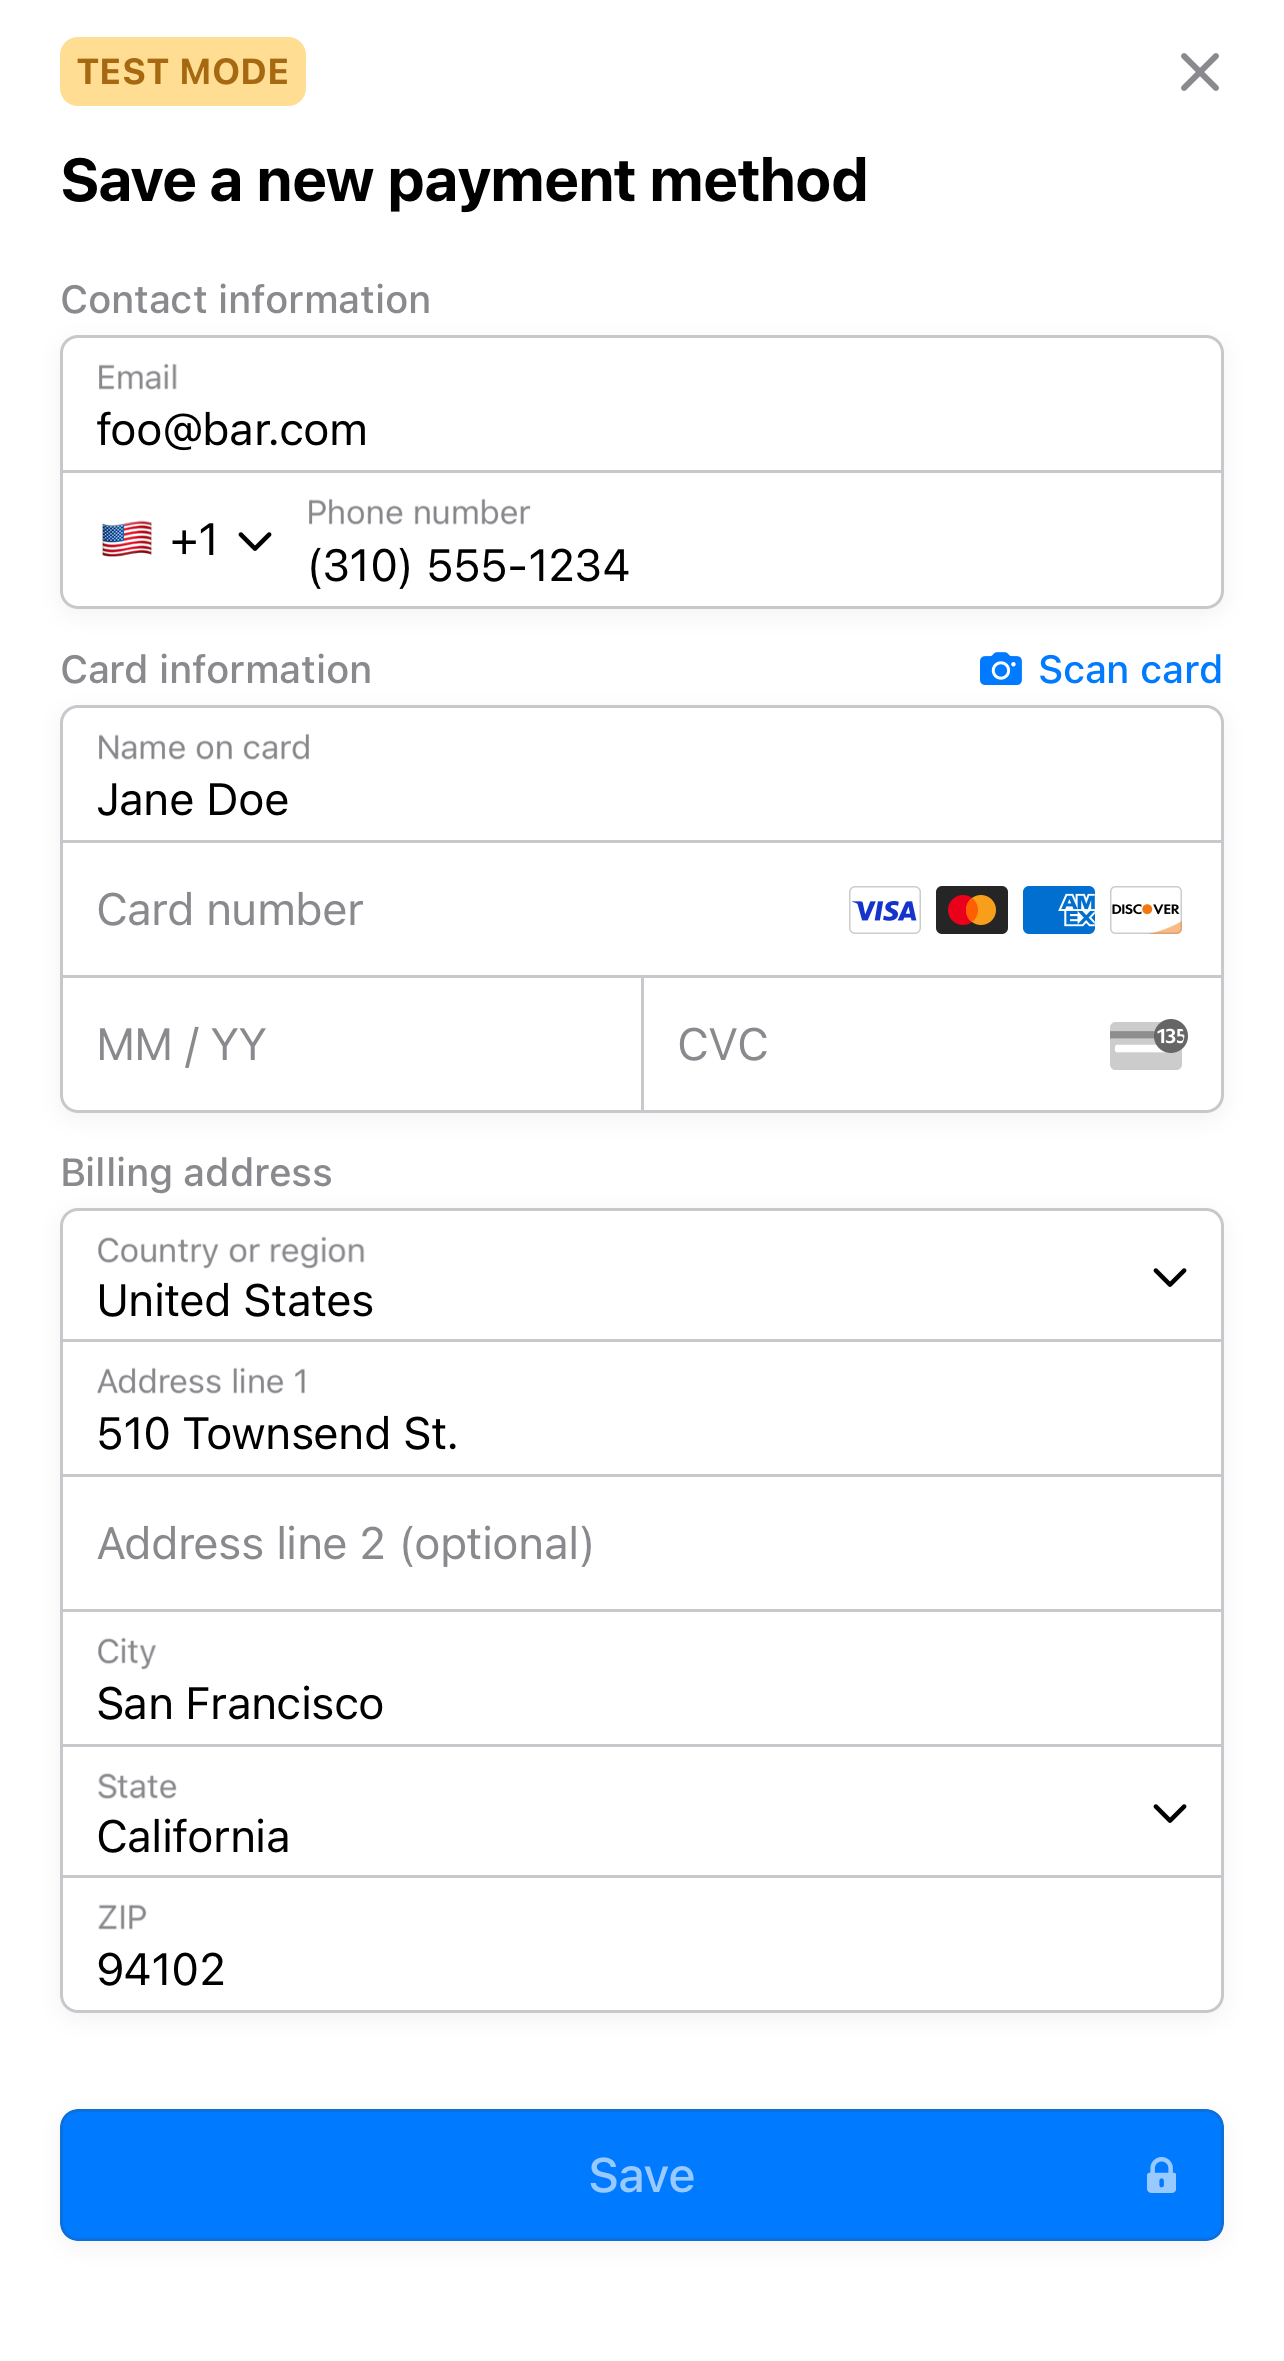 TEST MODE
Save a new payment method
Contact information
Email
foo@bar.com
+1
Phone number
(310) 555-1234
Card information
Scan card
Name on card
Jane Doe
Card number
VISA
AM
EX
DISCOVER
MM / YY
CVC
135
Billing address
Country or region
United States
Address line 1
510 Townsend St.
Address line 2 (optional)
City
San Francisco
State
California
ZIP
94102
Save